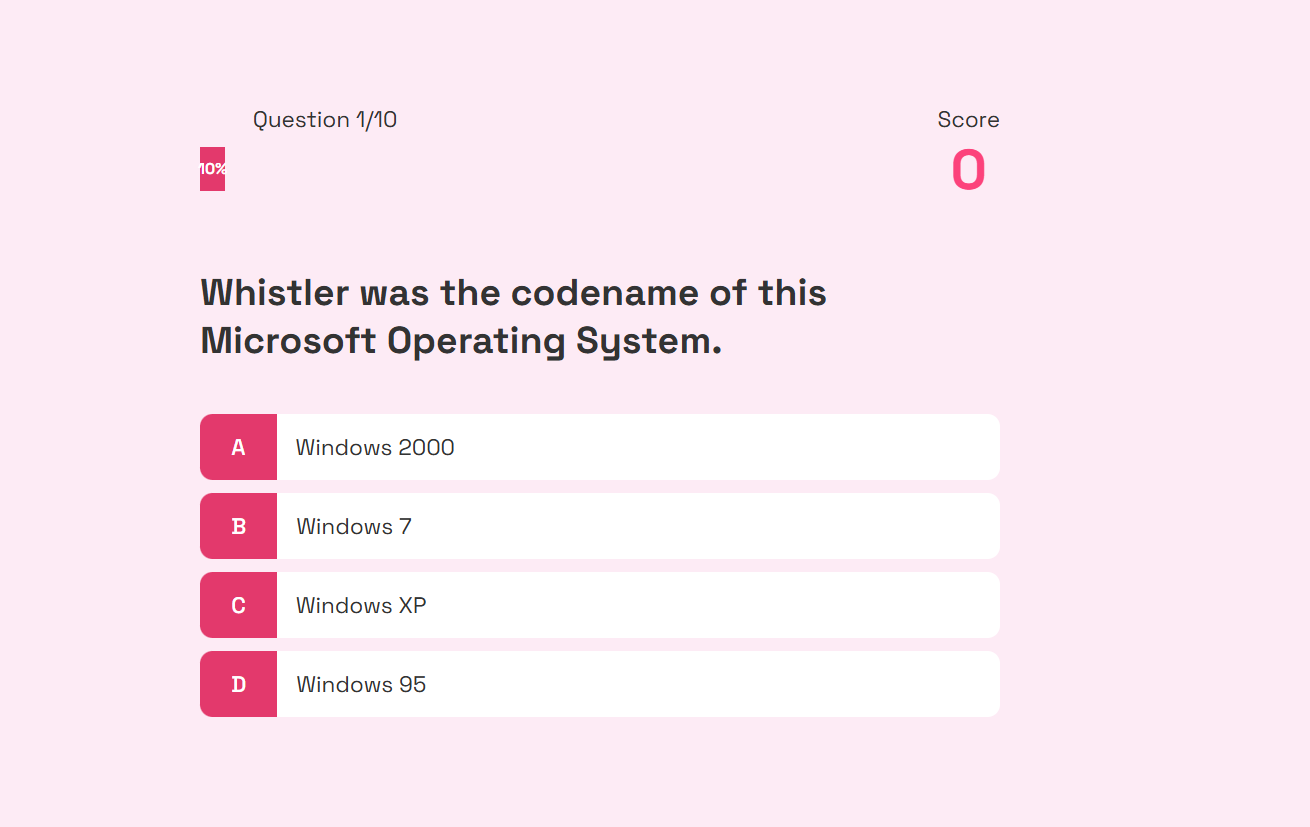 Question 1/10
Score
10%
0
Whistler was the codename of this
Microsoft Operating System.
A Windows 2000
B Windows 7
C Windows XP
D Windows 95